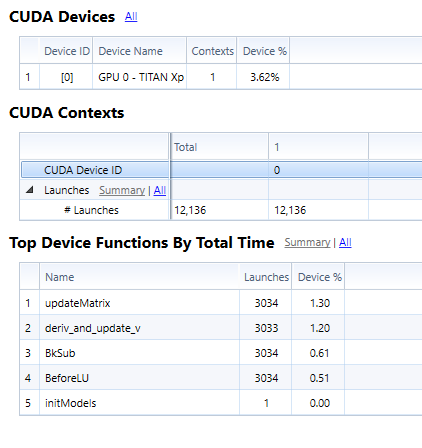 CUDA Devices All
Device ID Device Name Contexts Device %
1 [0] GPU 0 - TITAN Xp 1 3.62%
CUDA Contexts
Total 1
CUDA Device ID 0
Launches Summary | All
# Launches 12,136 12,136
Top Device Functions By Total Time Summary | All
Name Launches Device %
1 updateMatrix 3034 1.30
2 deriv_and_update_v 3033 1.20
3 BkSub 3034 0.61
4 BeforeLU 3034 0.51
5 initModels 1 0.00